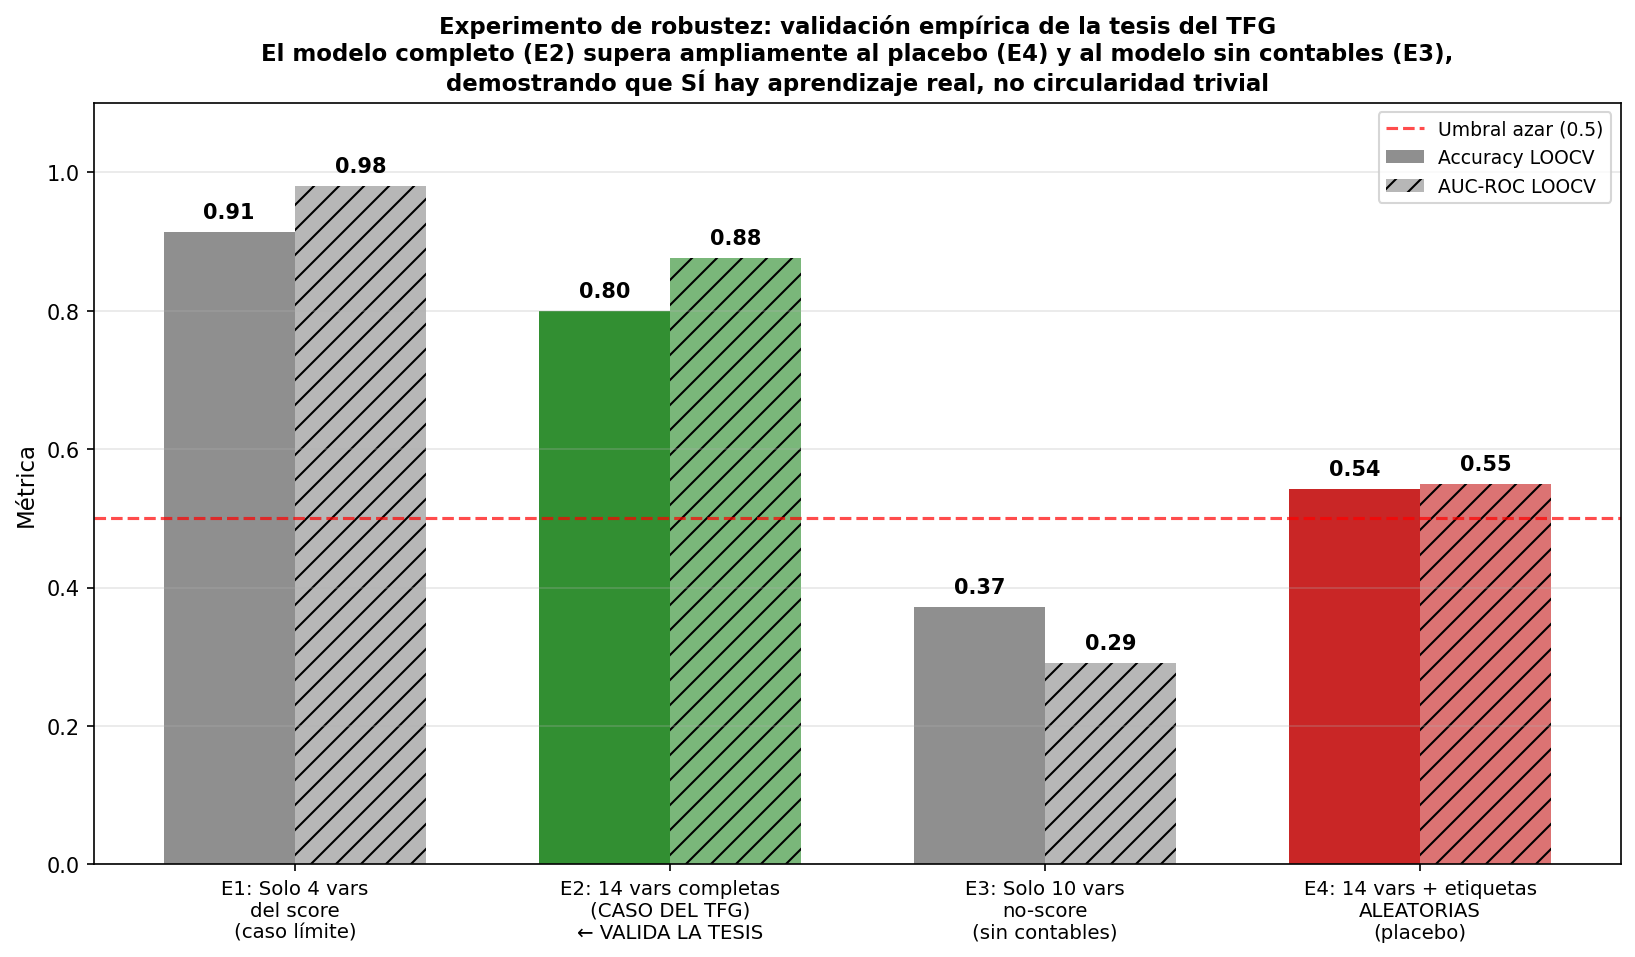 Experimento de robustez: validación empírica de la tesis del TFG
El modelo completo (E2) supera ampliamente al placebo (E4) y al modelo sin contables (E3),
demostrando que SÍ hay aprendizaje real, no circularidad trivial
Umbral azar (0.5)
Accuracy LOOCV
AUC-ROC LOOCV
Métrica
1.0
0.8
0.6
0.4
0.2
0.0
0.91
0.98
0.80
0.88
0.37
0.29
0.54
0.55
E1: Solo 4 vars
del score
(caso límite)
E2: 14 vars completas
(CASO DEL TFG)
← VALIDA LA TESIS
E3: Solo 10 vars
no-score
(sin contables)
E4: 14 vars + etiquetas
ALEATORIAS
(placebo)